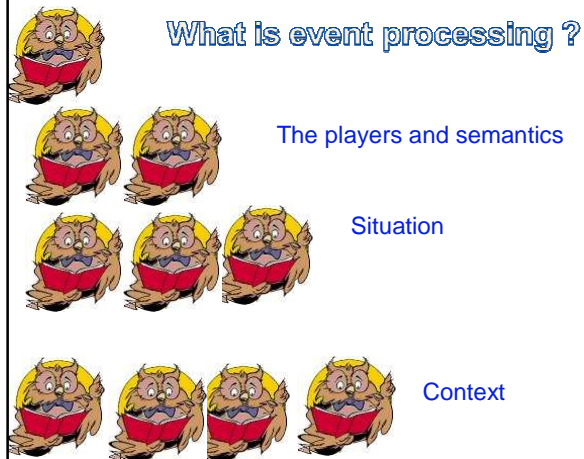 What is event processing ?
The players and semantics
Situation
Context